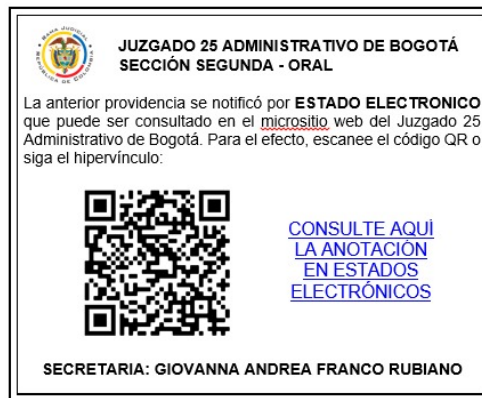 JUZGADO 25 ADMINISTRATIVO DE BOGOTÁ
SECCIÓN SEGUNDA - ORAL
La anterior providencia se notificó por ESTADO ELECTRONICO
que puede ser consultado en el micrositio web del Juzgado 25
Administrativo de Bogotá. Para el efecto, escanee el código QR o
siga el hipervínculo:
CONSULTE AQUÍ
LA ANOTACIÓN
EN ESTADOS
ELECTRÓNICOS
SECRETARIA: GIOVANNA ANDREA FRANCO RUBIANO